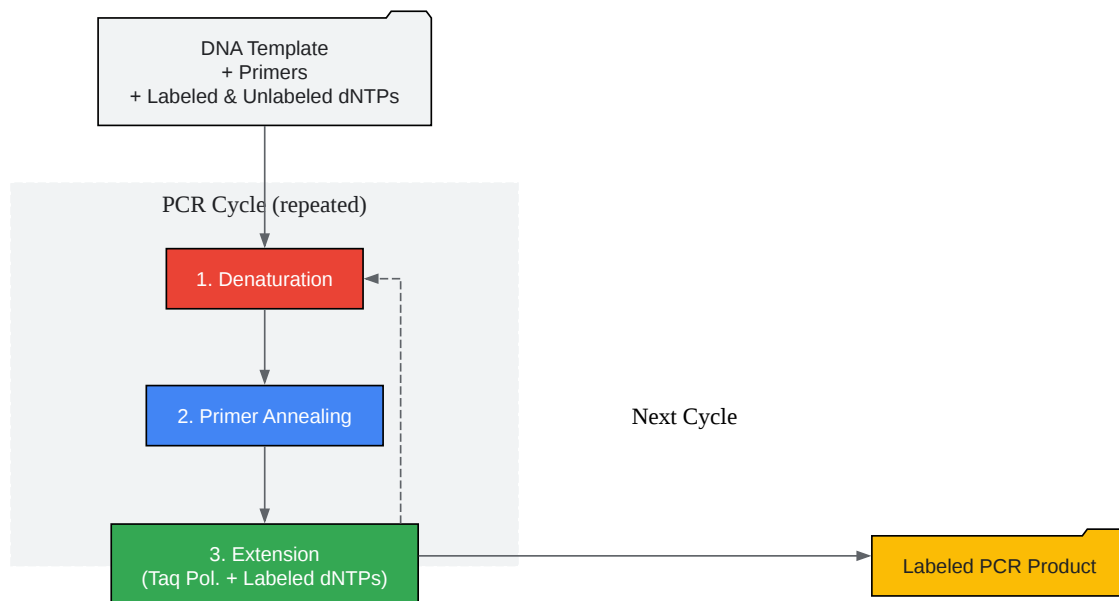 DNA Template
+ Primers
+ Labeled & Unlabeled dNTPs
PCR Cycle (repeated)
1. Denaturation
2. Primer Annealing
Next Cycle
3. Extension
(Taq Pol. + Labeled dNTPs)
Labeled PCR Product